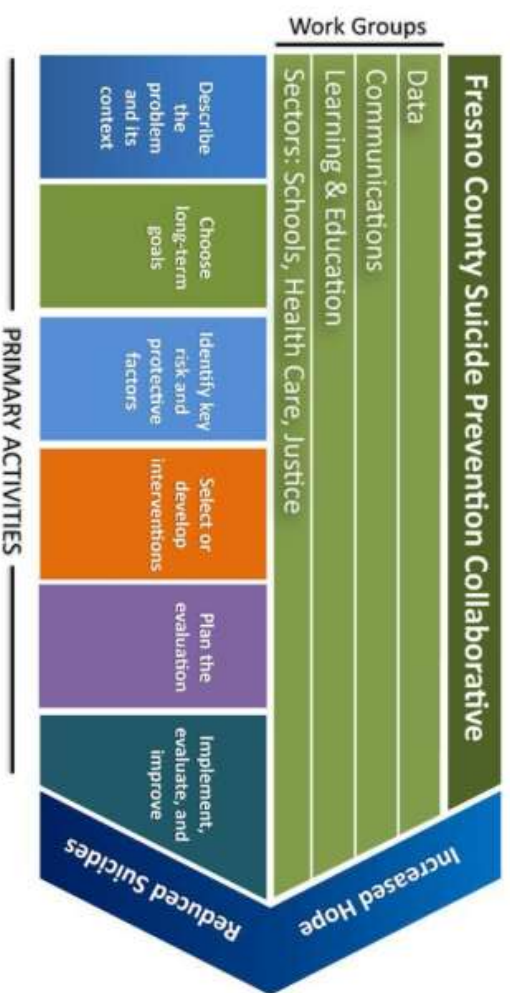 Fresno County Suicide Prevention Collaborative
Work Groups
Data
Communications
Learning & Education
Sectors: Schools, Health Care, Justice
Describe
the
problem
and its
context
Choose
long-term
goals
Identify key
risk and
protective
factors
Select or
develop
interventions
Plan the
evaluation
Implement,
evaluate, and
improve
Increased Hope
Reduced Suicides
PRIMARY ACTIVITIES